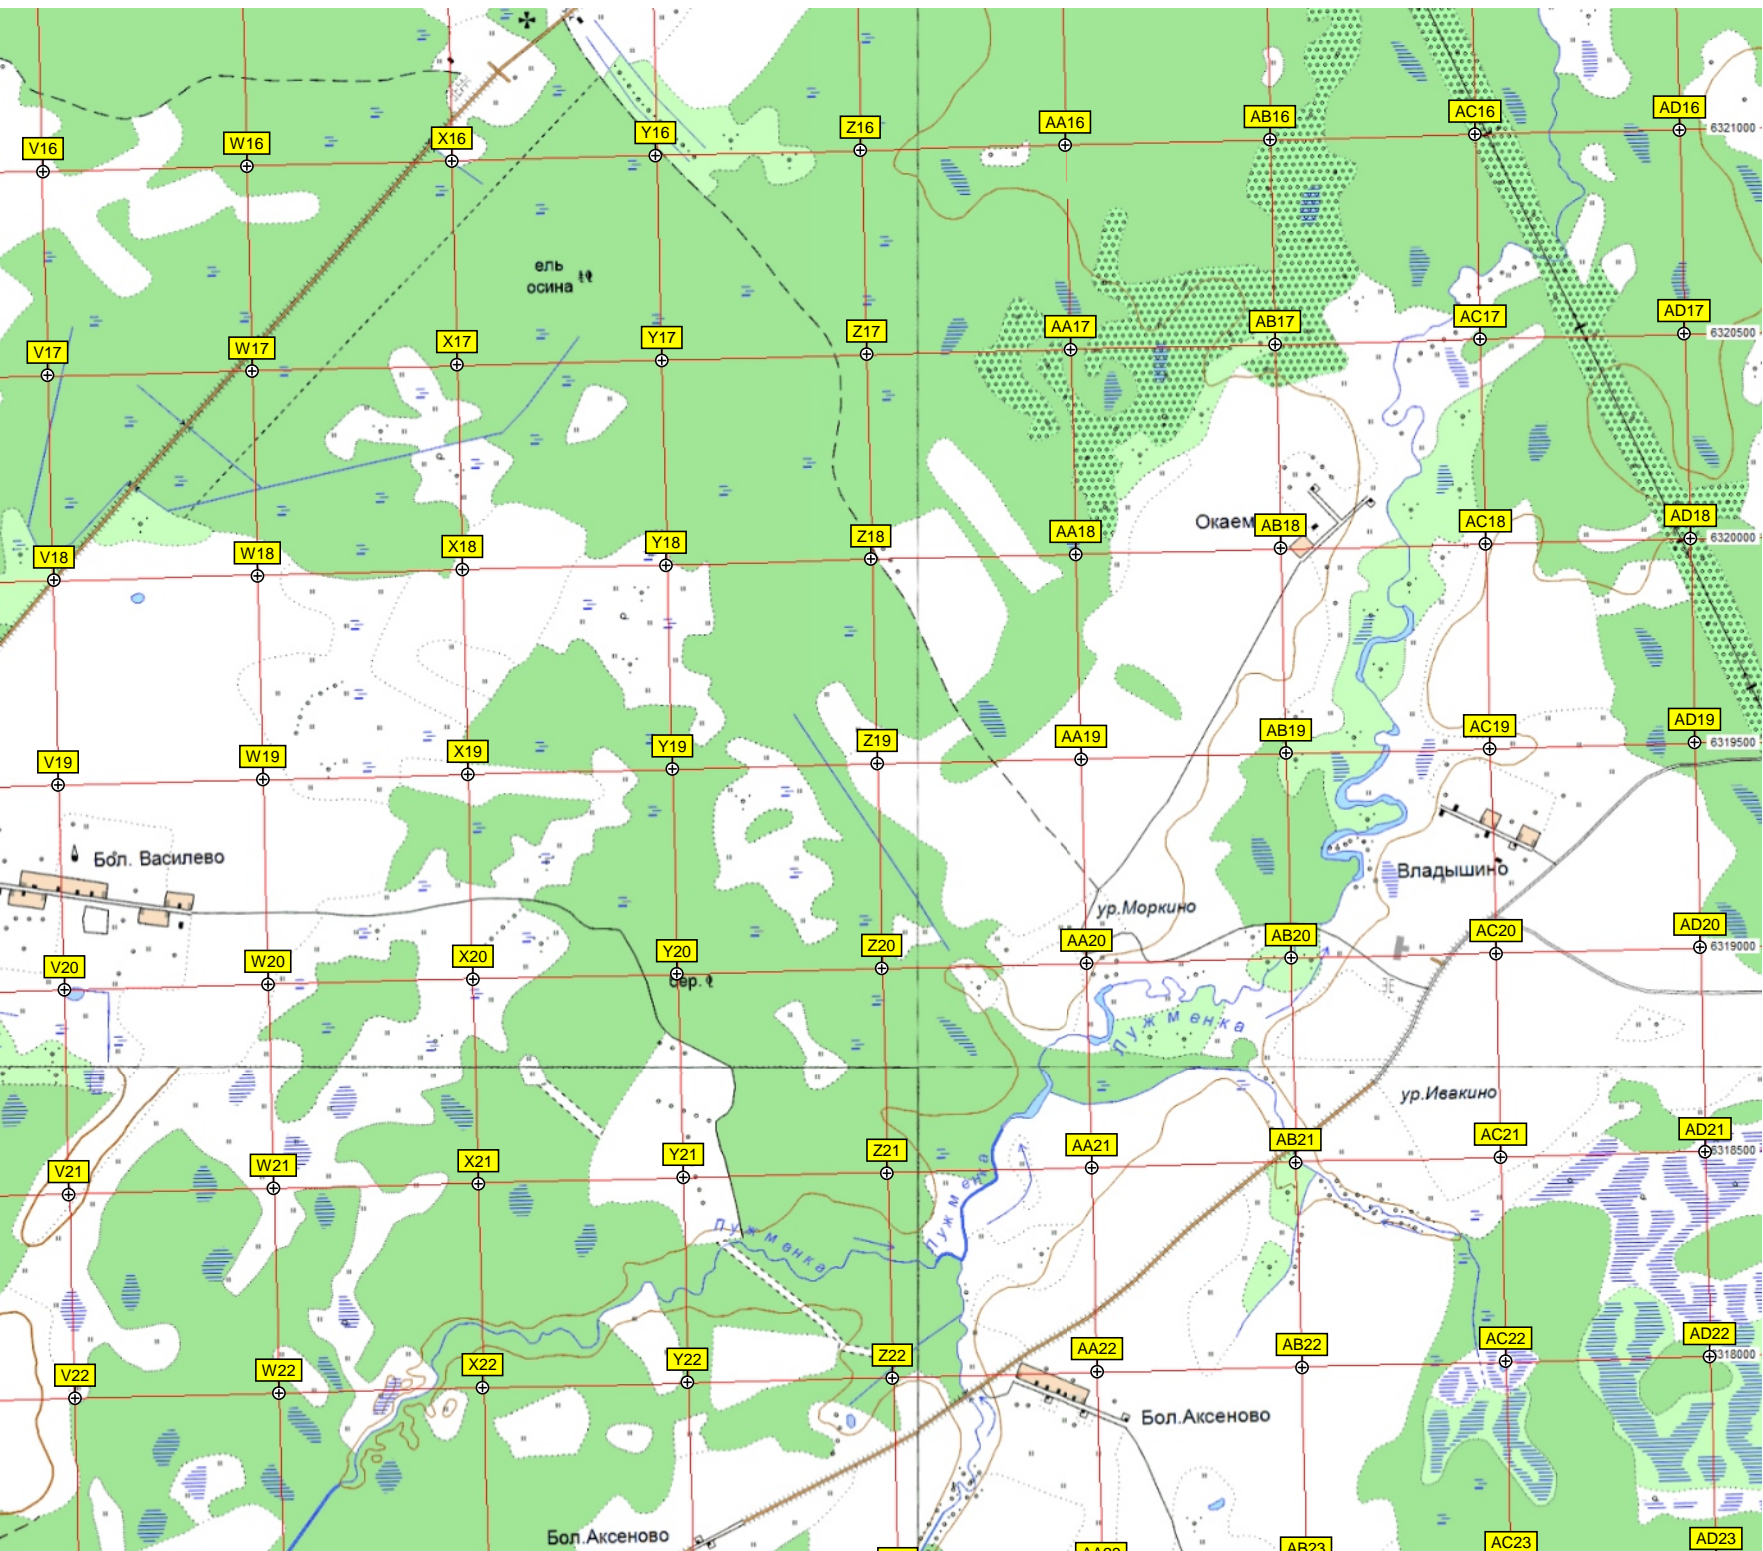 V16 W16 X16 Y16 Z16 AA16 AB16 AC16 AD16
6321000
ель
осина
V17 W17 X17 Y17 Z17 AA17 AB17 AC17 AD17
6320500
Окаем
V18 W18 X18 Y18 Z18 AA18 AB18 AC18 AD18
6320000
V19 W19 X19 Y19 Z19 AA19 AB19 AC19 AD19
6319500
Бол. Василево
Владышино
ур.Моркино
V20 W20 X20 Y20 Z20 AA20 AB20 AC20 AD20
6319000
бер.
Пужменка
ур.Ивакино
V21 W21 X21 Y21 Z21 AA21 AB21 AC21 AD21
6318500
Пужменка
Пужменка
V22 W22 X22 Y22 Z22 AA22 AB22 AC22 AD22
6318000
Бол.Аксеново
Бол.Аксеново
AA23 AB23 AC23 AD23